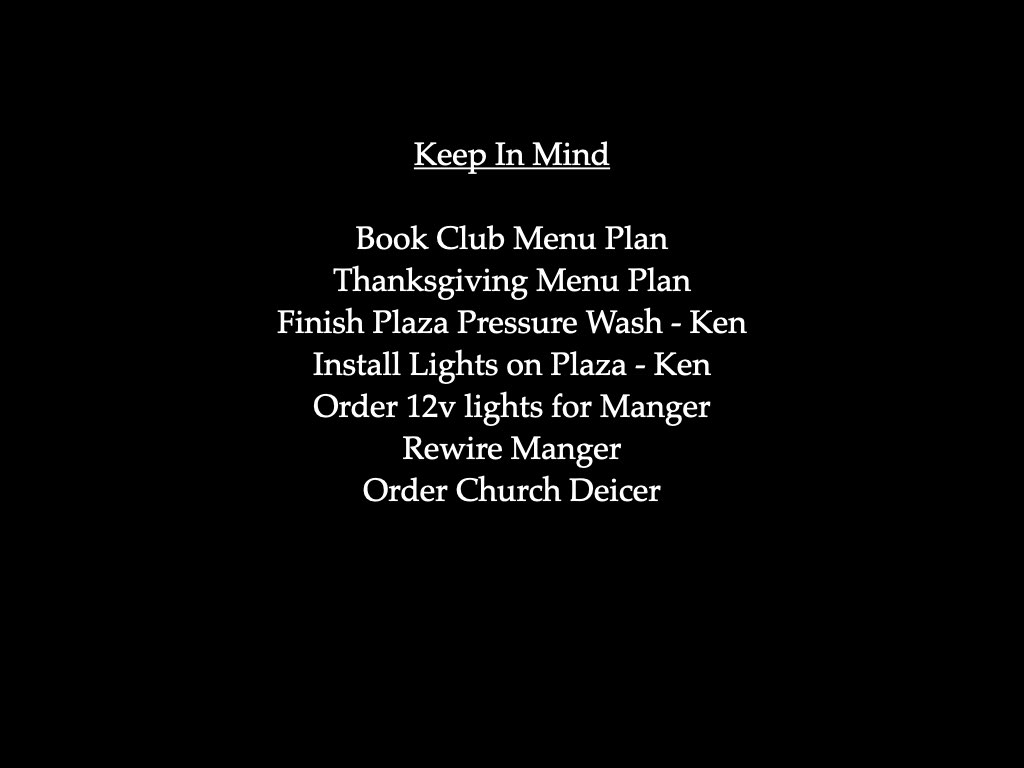 Keep In Mind
Book Club Menu Plan
Thanksgiving Menu Plan
Finish Plaza Pressure Wash - Ken
Install Lights on Plaza - Ken
Order 12v lights for Manger
Rewire Manger
Order Church Deicer